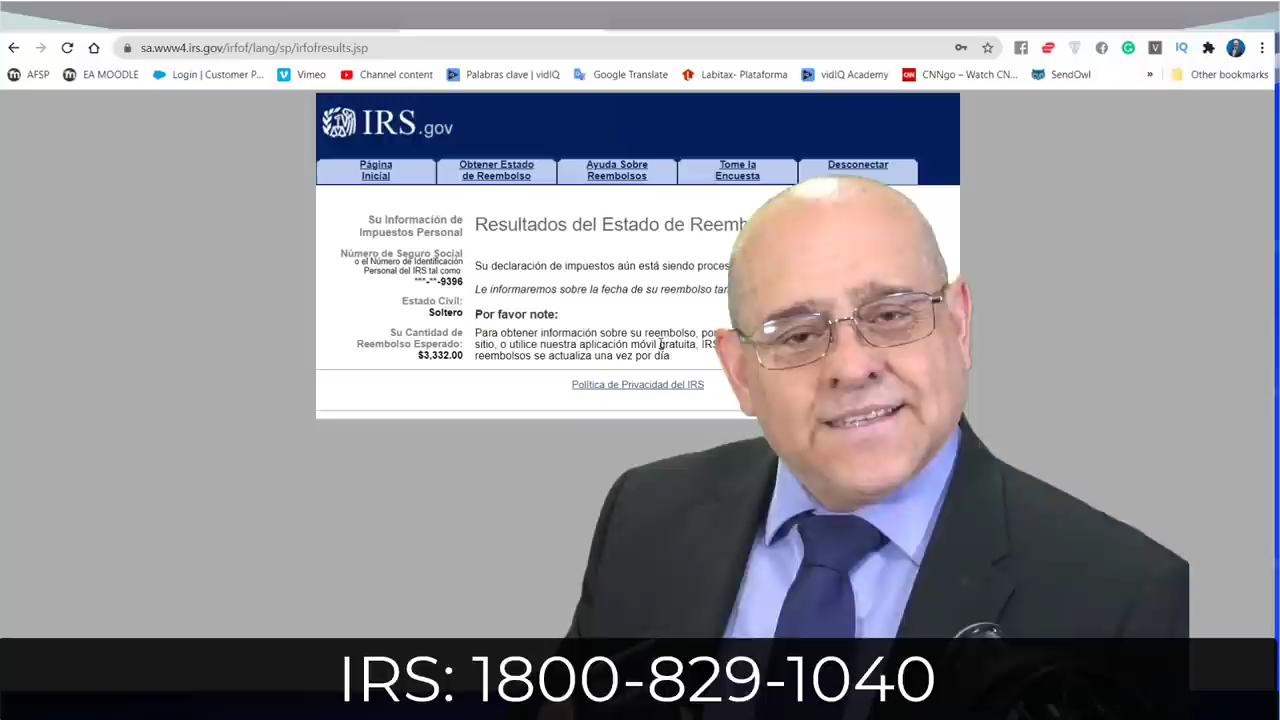 sa.www4.irs.gov/irfof/lang/sp/irfofresults.jsp
AFSP EA MOODLE Login | Customer P... Vimeo Channel content Palabras clave | vidIQ Google Translate Labitax- Plataforma vidIQ Academy CNNgo – Watch CN... SendOwl » Other bookmarks
IRS.gov
Página Inicial
Obtener Estado de Reembolso
Ayuda Sobre Reembolsos
Tome la Encuesta
Desconectar
Su Información de
Impuestos Personal
Número de Seguro Social
o el Número de Identificación
Personal del IRS tal como
***-**-9396
Estado Civil:
Soltero
Su Cantidad de
Reembolso Esperado:
$3,332.00
Resultados del Estado de Reemb
Su declaración de impuestos aún está siendo proces
Le informaremos sobre la fecha de su reembolso tan
Por favor note:
Para obtener información sobre su reembolso, por
sitio, o utilice nuestra aplicación móvil gratuita, IRS
reembolsos se actualiza una vez por día
Política de Privacidad del IRS
IRS: 1800-829-1040